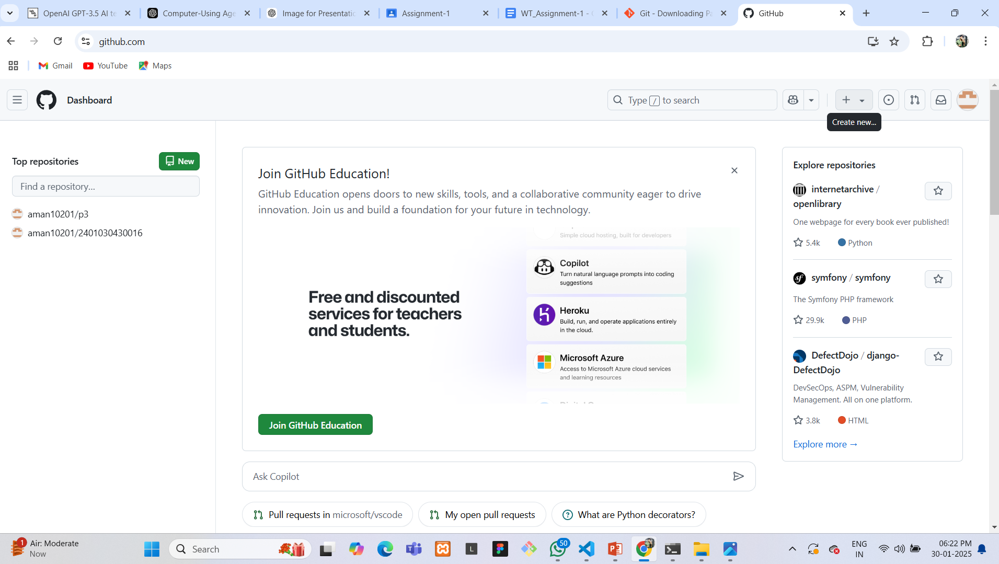 OpenAI GPT-3.5 AI te
Computer-Using Age
Image for Presentatio
Assignment-1
WT_Assignment-1 -
Git - Downloading Pa
GitHub
github.com
Gmail
YouTube
Maps
Dashboard
Type / to search
Create new...
Top repositories
New
Find a repository...
aman10201/p3
aman10201/2401030430016
Join GitHub Education!
GitHub Education opens doors to new skills, tools, and a collaborative community eager to drive
innovation. Join us and build a foundation for your future in technology.
Simple cloud hosting, built for developers
Free and discounted
services for teachers
and students.
Copilot
Turn natural language prompts into coding
suggestions
Heroku
Build, run, and operate applications entirely
in the cloud.
Microsoft Azure
Access to Microsoft Azure cloud services
and learning resources
Join GitHub Education
Ask Copilot
Pull requests in microsoft/vscode
My open pull requests
What are Python decorators?
Explore repositories
internetarchive /
openlibrary
One webpage for every book ever published!
5.4k
Python
symfony / symfony
The Symfony PHP framework
29.9k
PHP
DefectDojo / django-
DefectDojo
DevSecOps, ASPM, Vulnerability
Management. All on one platform.
3.8k
HTML
Explore more →
1
Air: Moderate
Now
Search
L
50
ENG
IN
06:22 PM
30-01-2025